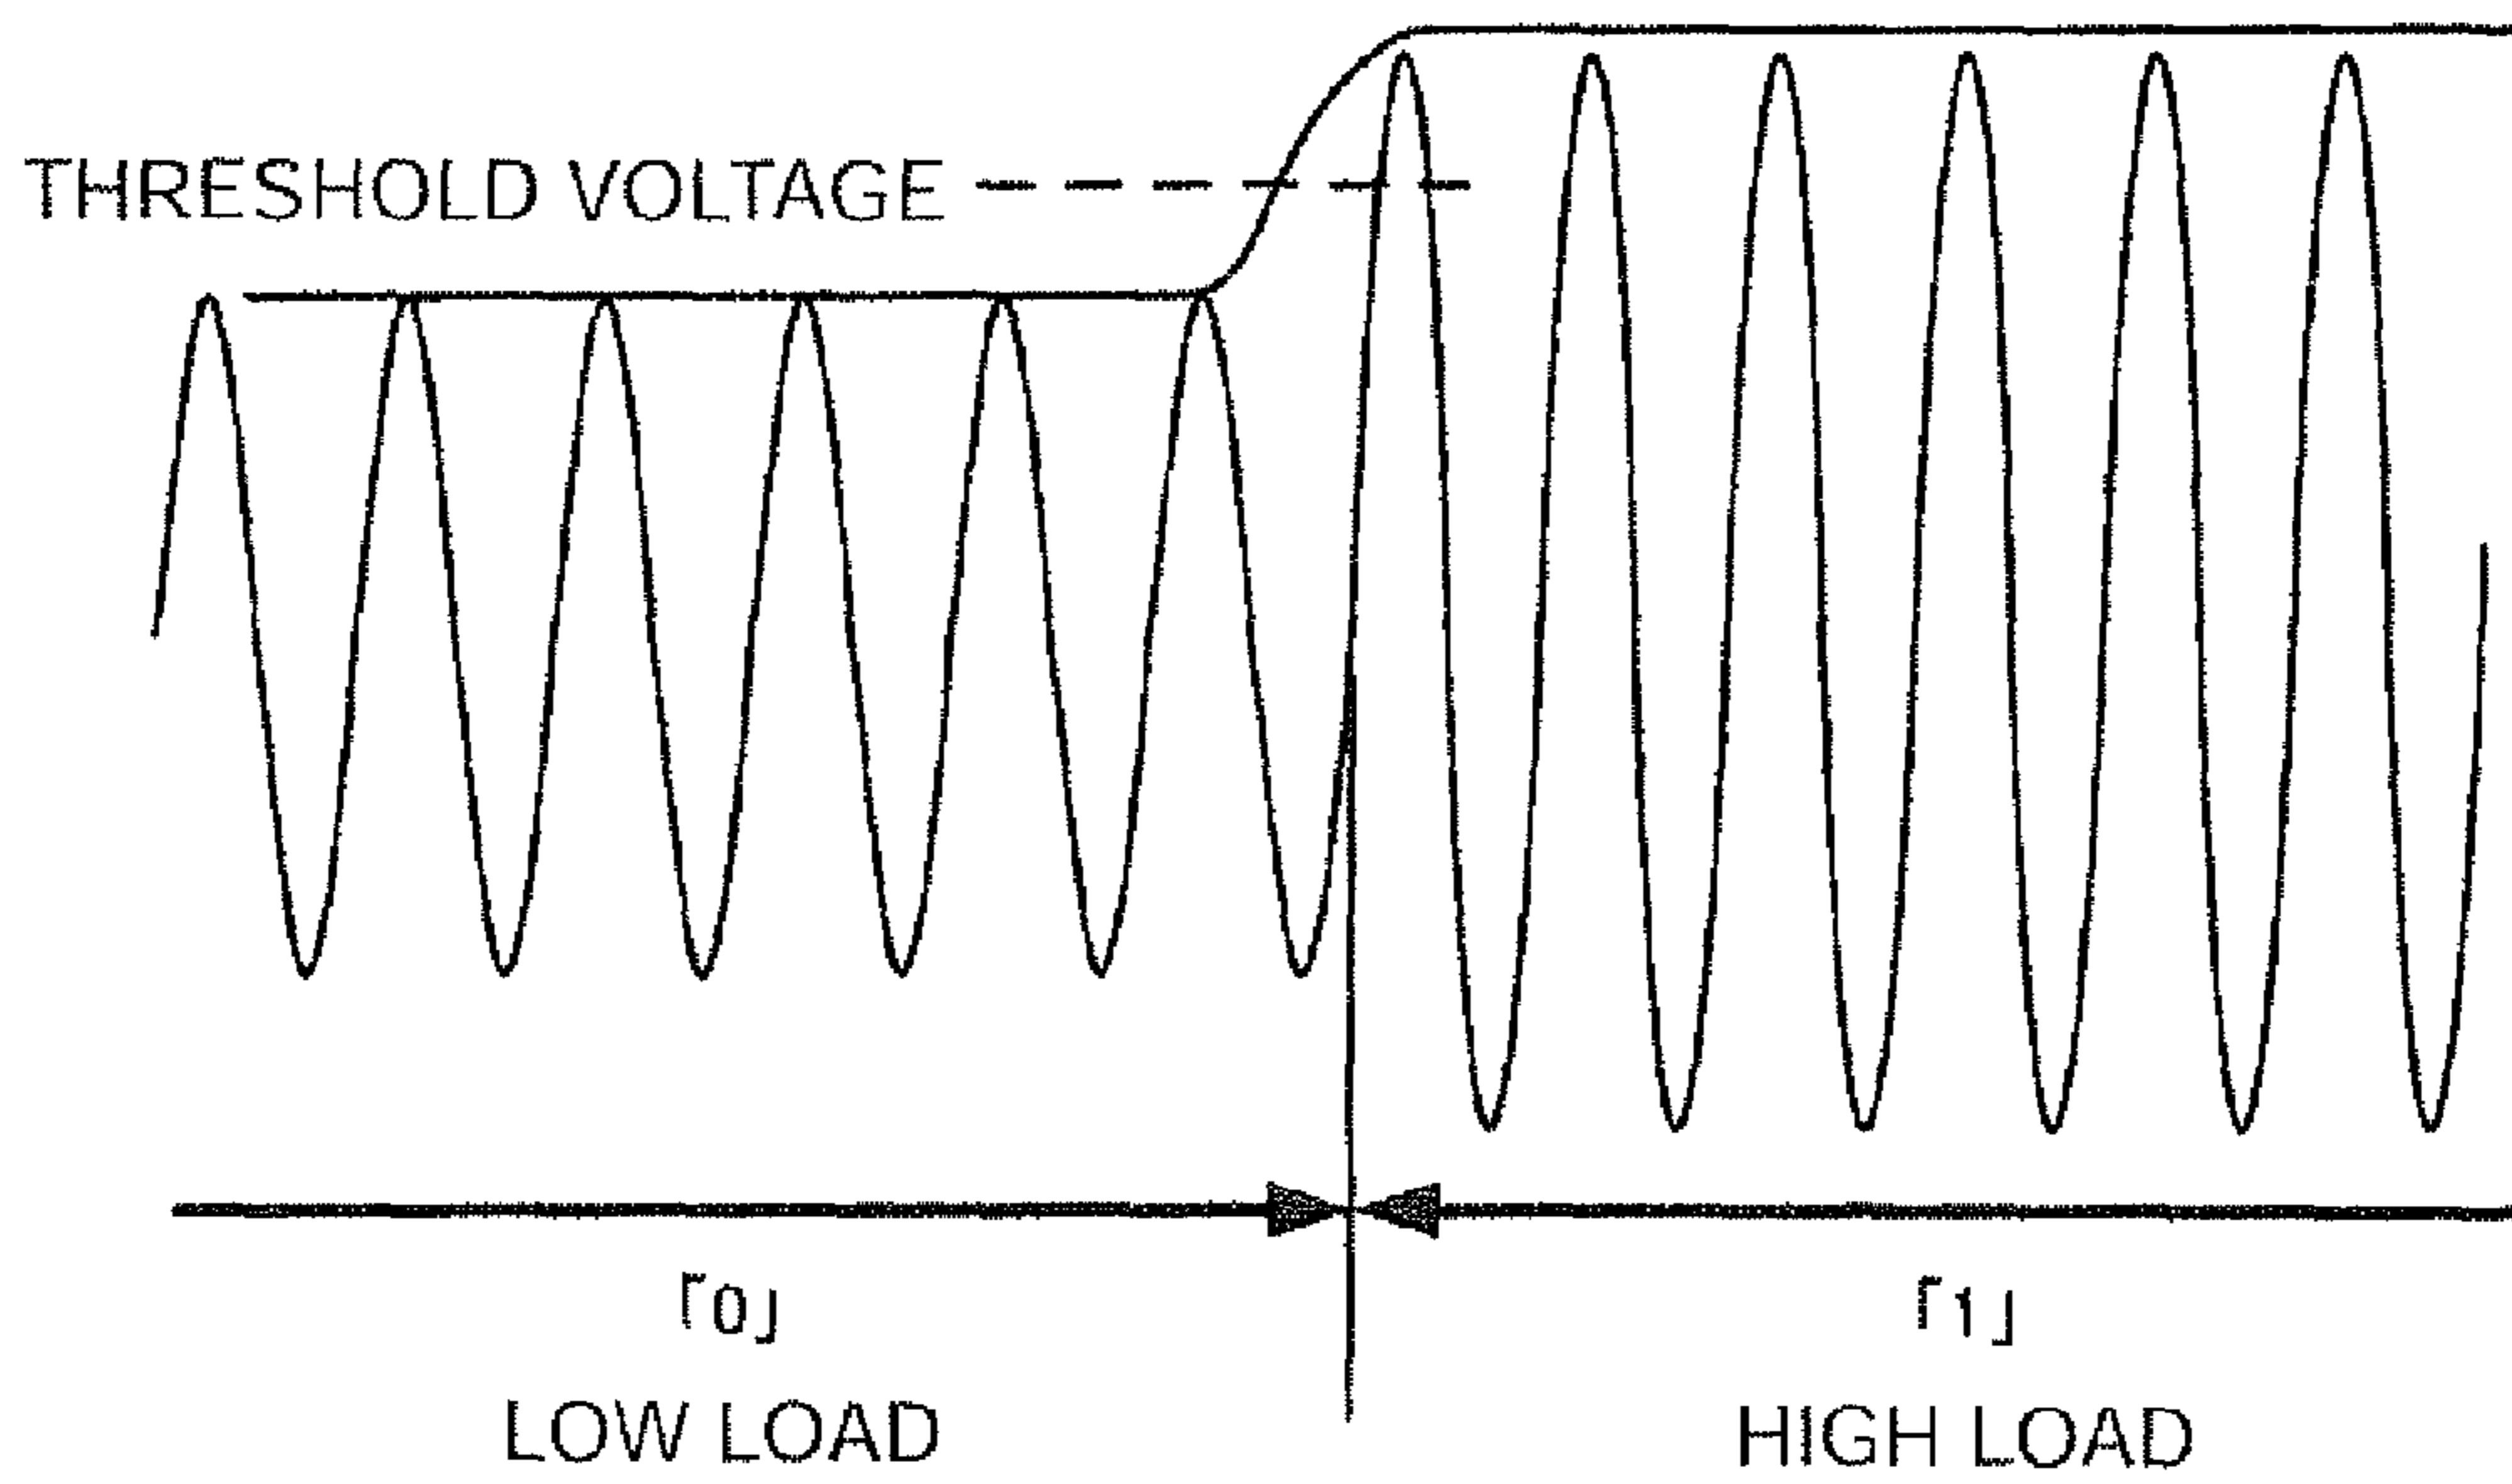 THRESHOLD VOLTAGE
「0」
「1」
LOW LOAD
HIGH LOAD